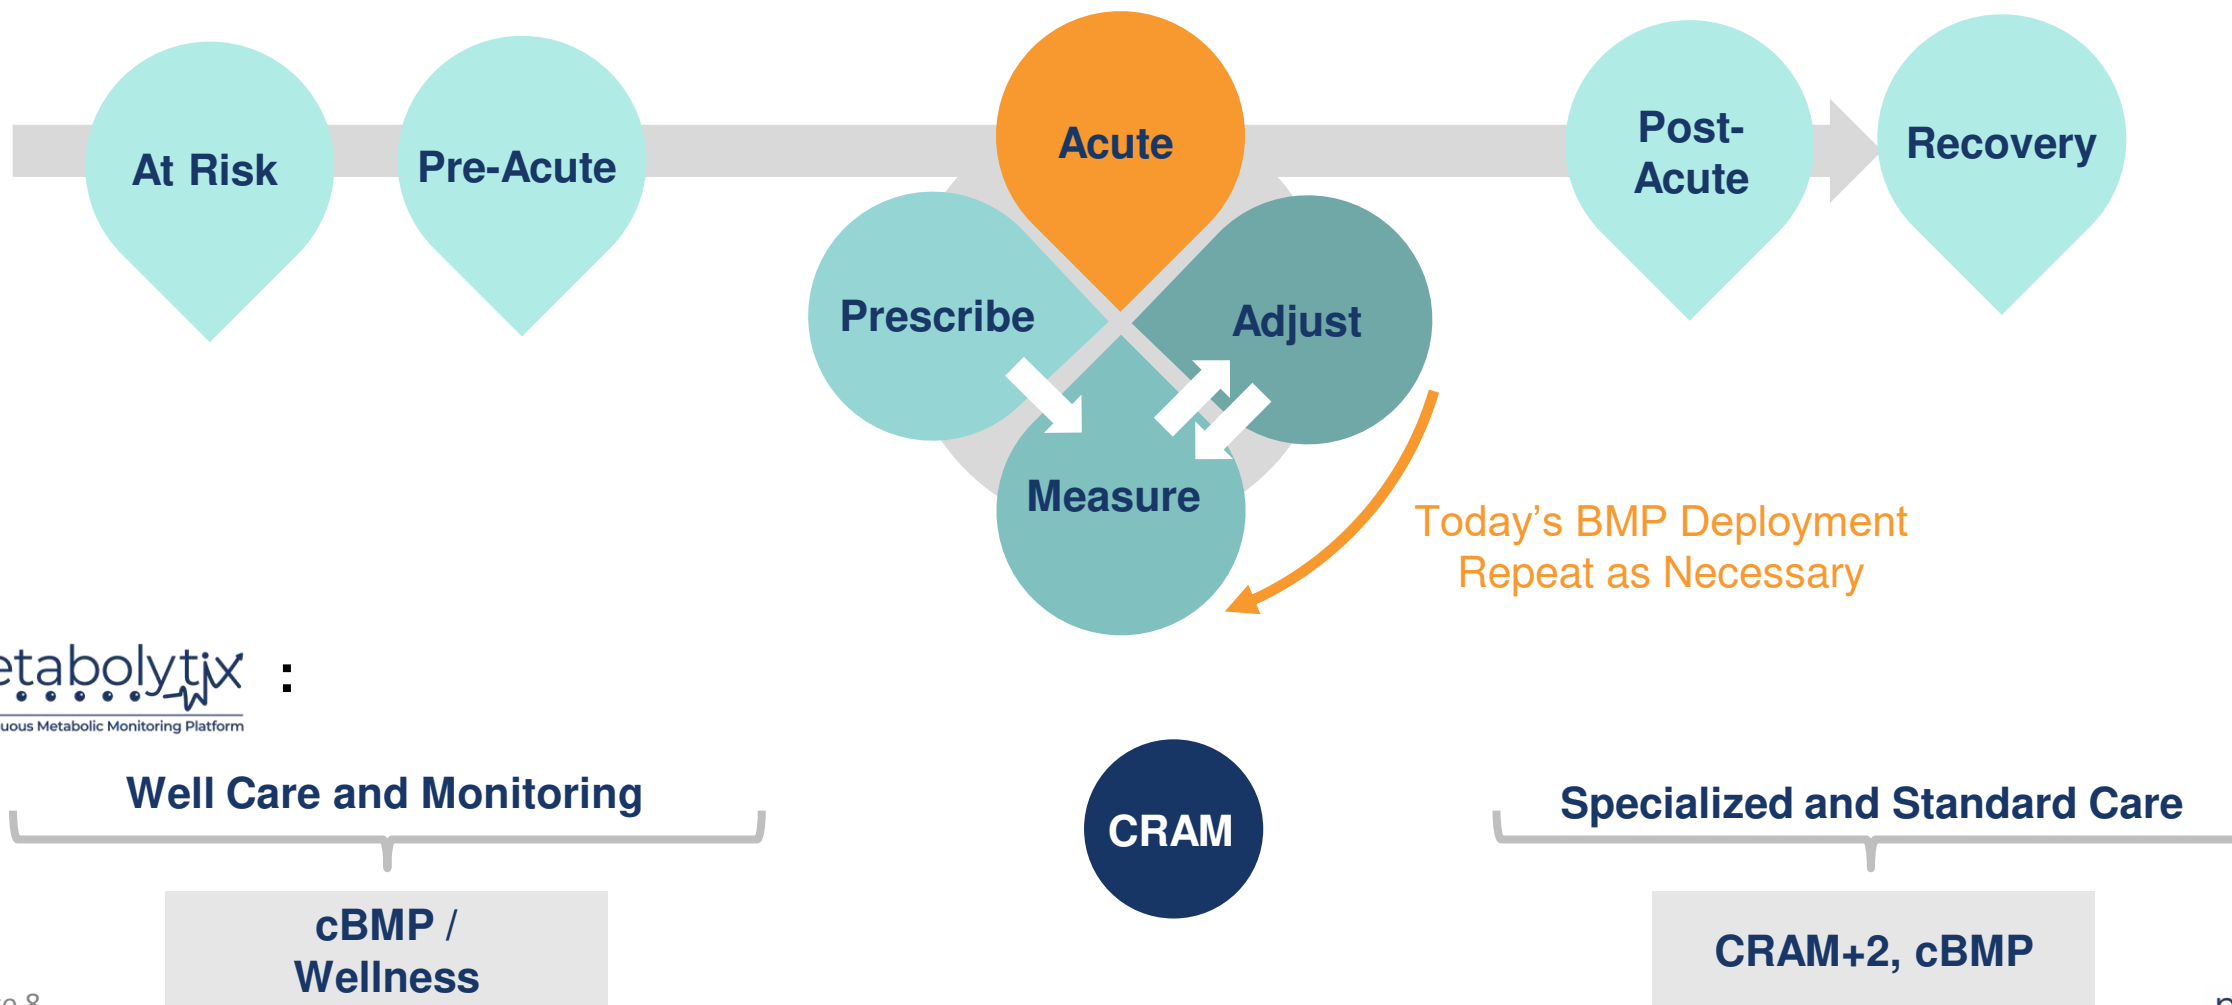 At Risk
Pre-Acute
Acute
Post-
Acute
Recovery
Prescribe
Adjust
Measure
Today's BMP Deployment
Repeat as Necessary
etabolytix :
uous Metabolic Monitoring Platform
Well Care and Monitoring
CRAM
Specialized and Standard Care
cBMP /
Wellness
CRAM+2, cBMP
8